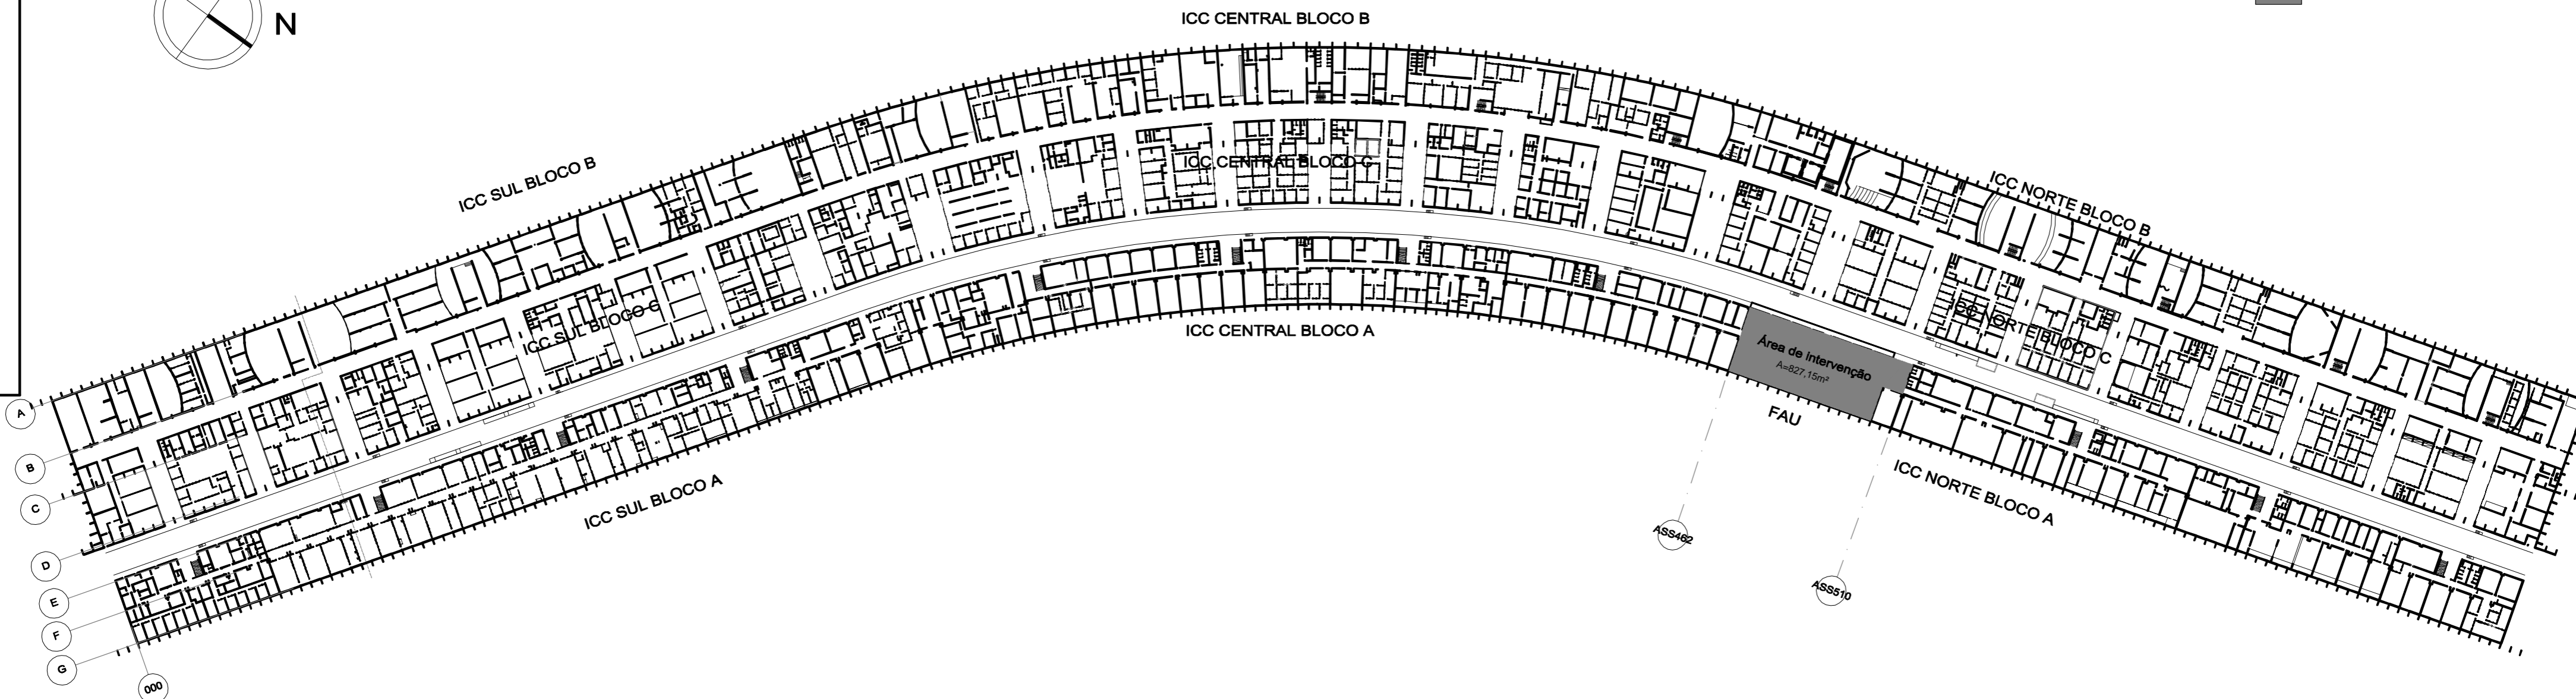 N
ICC CENTRAL BLOCO B
ICC SUL BLOCO B
ICC CENTRAL BLOCO C
ICC NORTE BLOCO B
ICC SUL BLOCO C
ICC NORTE BLOCO C
ICC CENTRAL BLOCO A
Área de Intervenção
A=827,15m²
FAU
ICC SUL BLOCO A
ICC NORTE BLOCO A
A
B
C
D
E
F
G
000
ASS462
ASS510